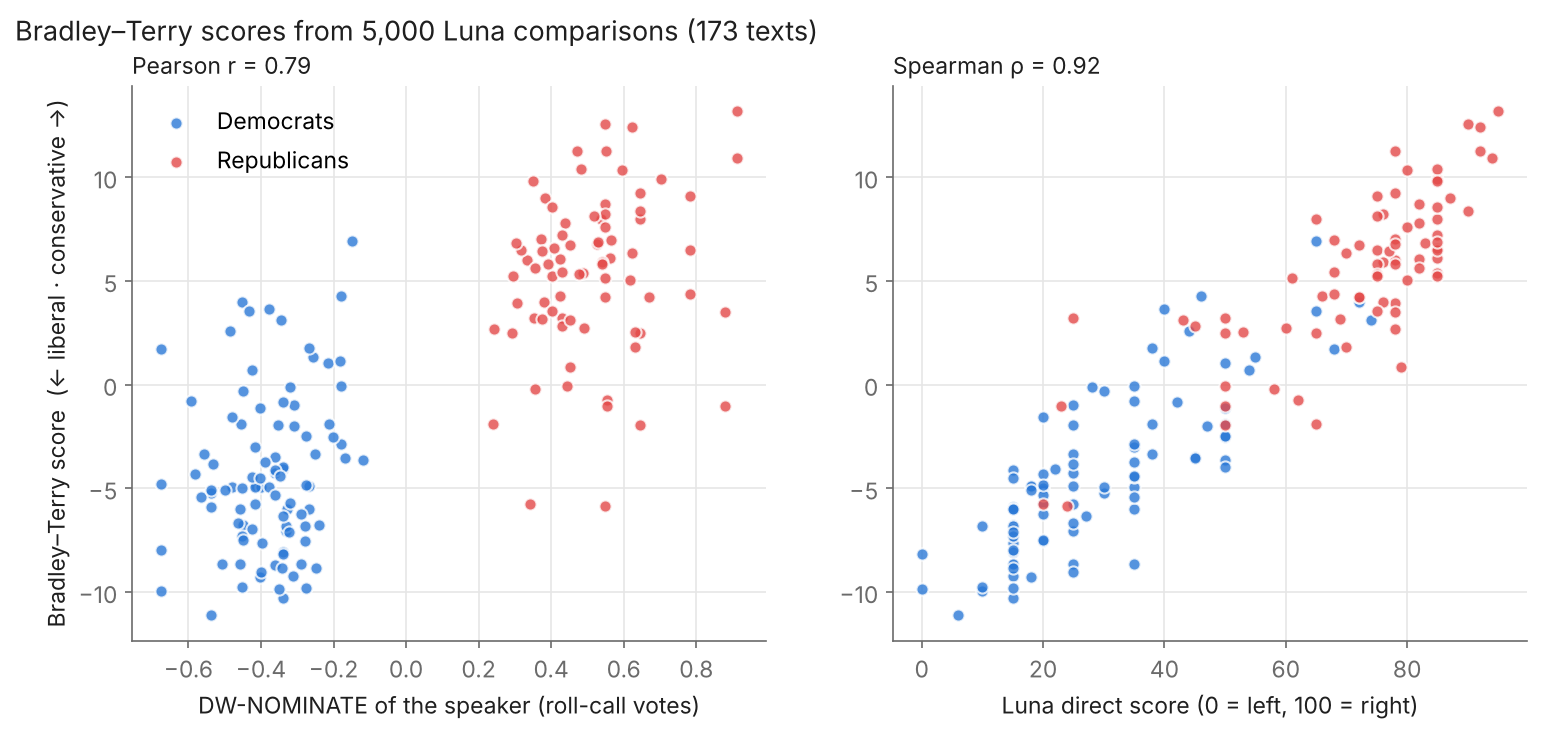 Bradley–Terry scores from 5,000 Luna comparisons (173 texts)
Pearson r = 0.79
Democrats
Republicans
Bradley–Terry score (← liberal · conservative →)
10
5
0
−5
−10
−0.6 −0.4 −0.2 0.0 0.2 0.4 0.6 0.8
DW-NOMINATE of the speaker (roll-call votes)
Spearman ρ = 0.92
10
5
0
−5
−10
0 20 40 60 80
Luna direct score (0 = left, 100 = right)